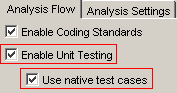 Analysis Flow Analysis Settings
Enable Coding Standards
Enable Unit Testing
Use native test cases